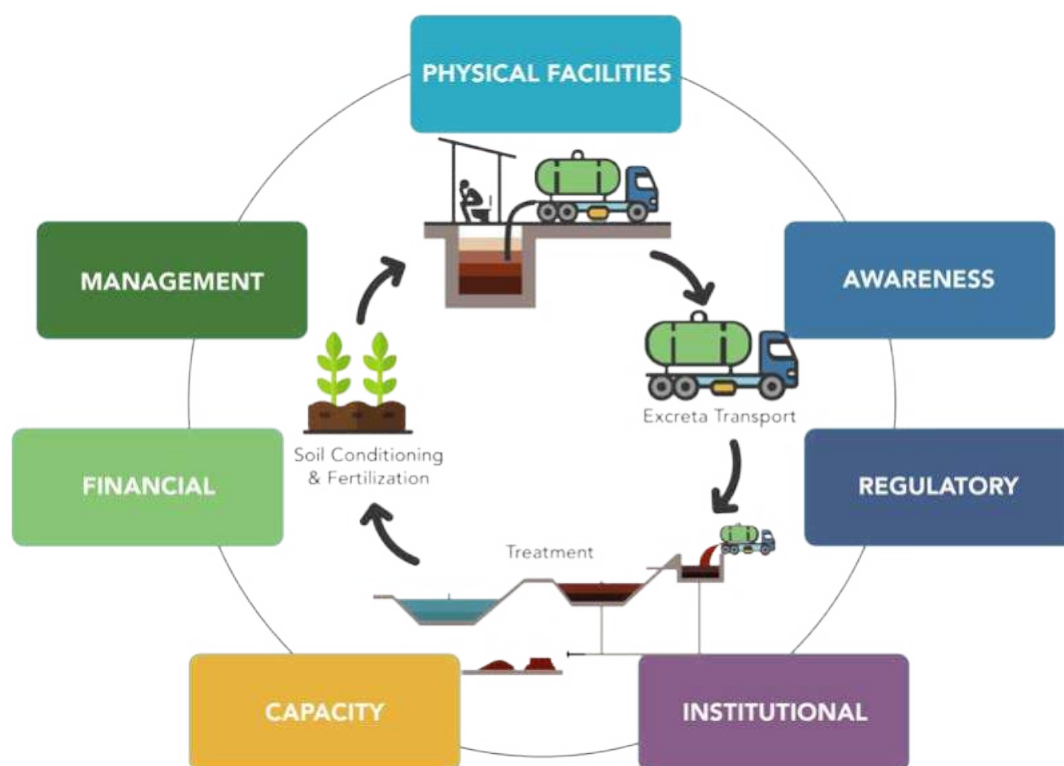 PHYSICAL FACILITIES
MANAGEMENT
AWARENESS
Excreta Transport
Soil Conditioning
& Fertilization
FINANCIAL
REGULATORY
Treatment
CAPACITY
INSTITUTIONAL